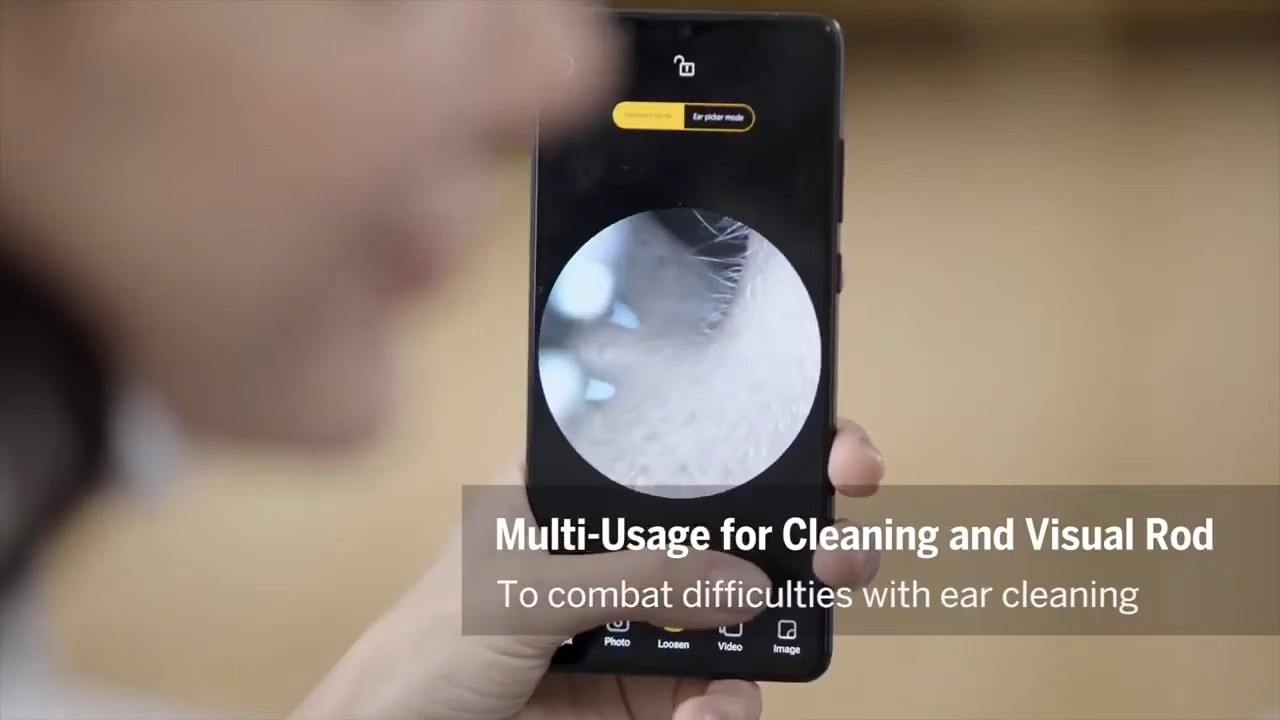 Ear picker mode
Multi-Usage for Cleaning and Visual Rod
To combat difficulties with ear cleaning
Photo
Loosen
Video
Image